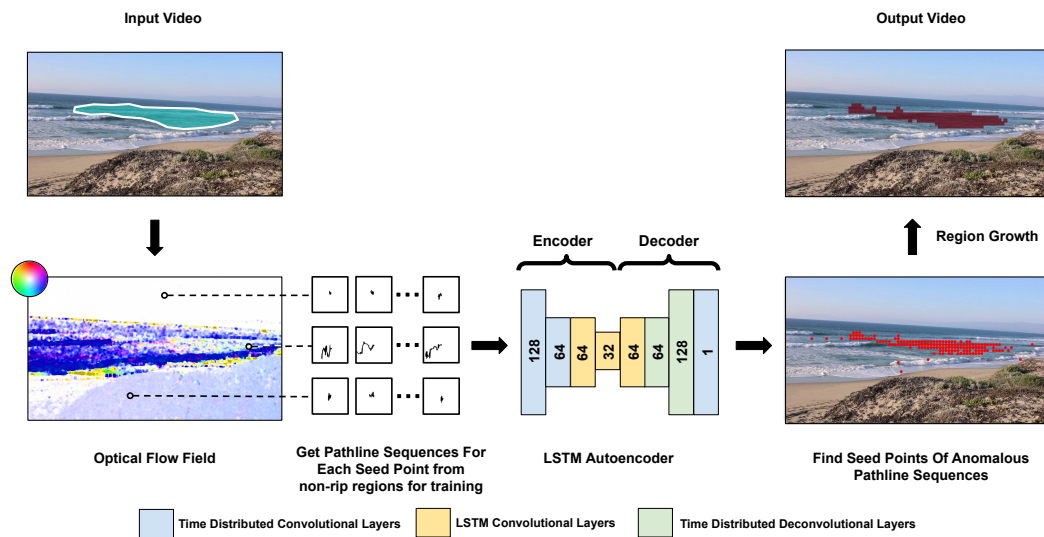 Input Video
Output Video
Region Growth
Encoder
Decoder
128
64
64
32
64
64
128
1
Optical Flow Field
Get Pathline Sequences For
Each Seed Point from
non-rip regions for training
LSTM Autoencoder
Find Seed Points Of Anomalous
Pathline Sequences
Time Distributed Convolutional Layers
LSTM Convolutional Layers
Time Distributed Deconvolutional Layers